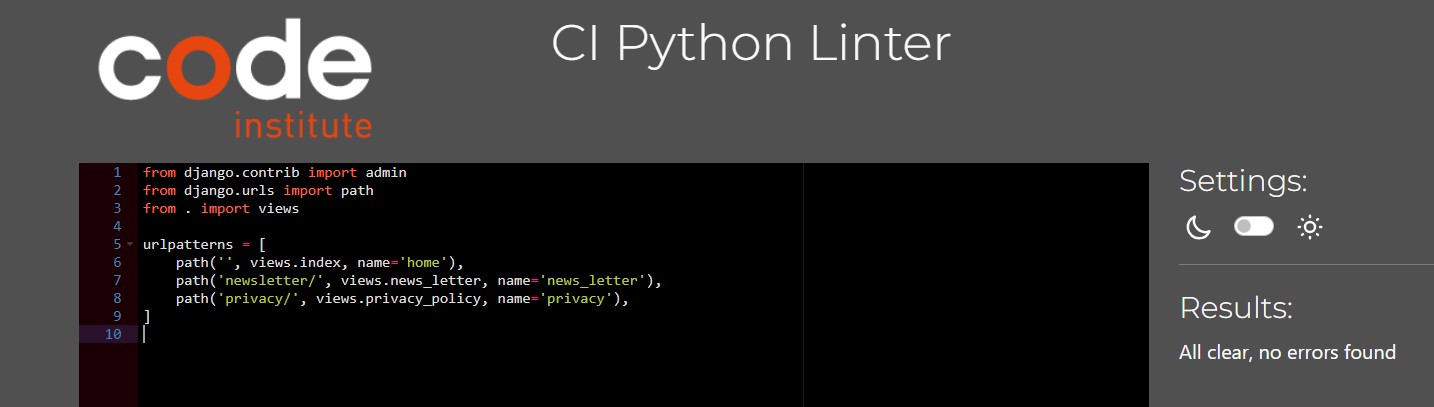 code
institute
CI Python Linter
1 from django.contrib import admin
2 from django.urls import path
3 from . import views
4
5 urlpatterns = [
6     path('', views.index, name='home'),
7     path('newsletter/', views.news_letter, name='news_letter'),
8     path('privacy/', views.privacy_policy, name='privacy'),
9 ]
10
Settings:
Results:
All clear, no errors found